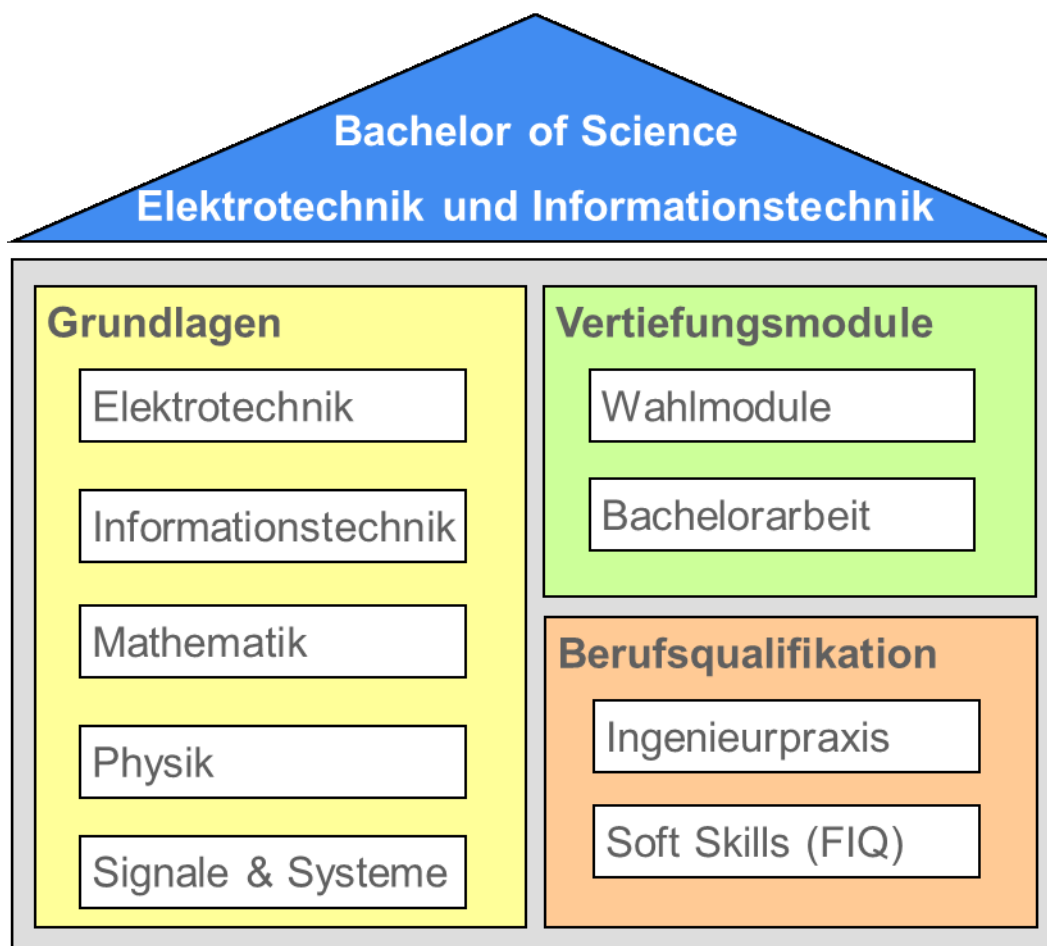 Bachelor of Science
Elektrotechnik und Informationstechnik
Grundlagen
Elektrotechnik
Informationstechnik
Mathematik
Physik
Signale & Systeme
Vertiefungsmodule
Wahlmodule
Bachelorarbeit
Berufsqualifikation
Ingenieurpraxis
Soft Skills (FIQ)